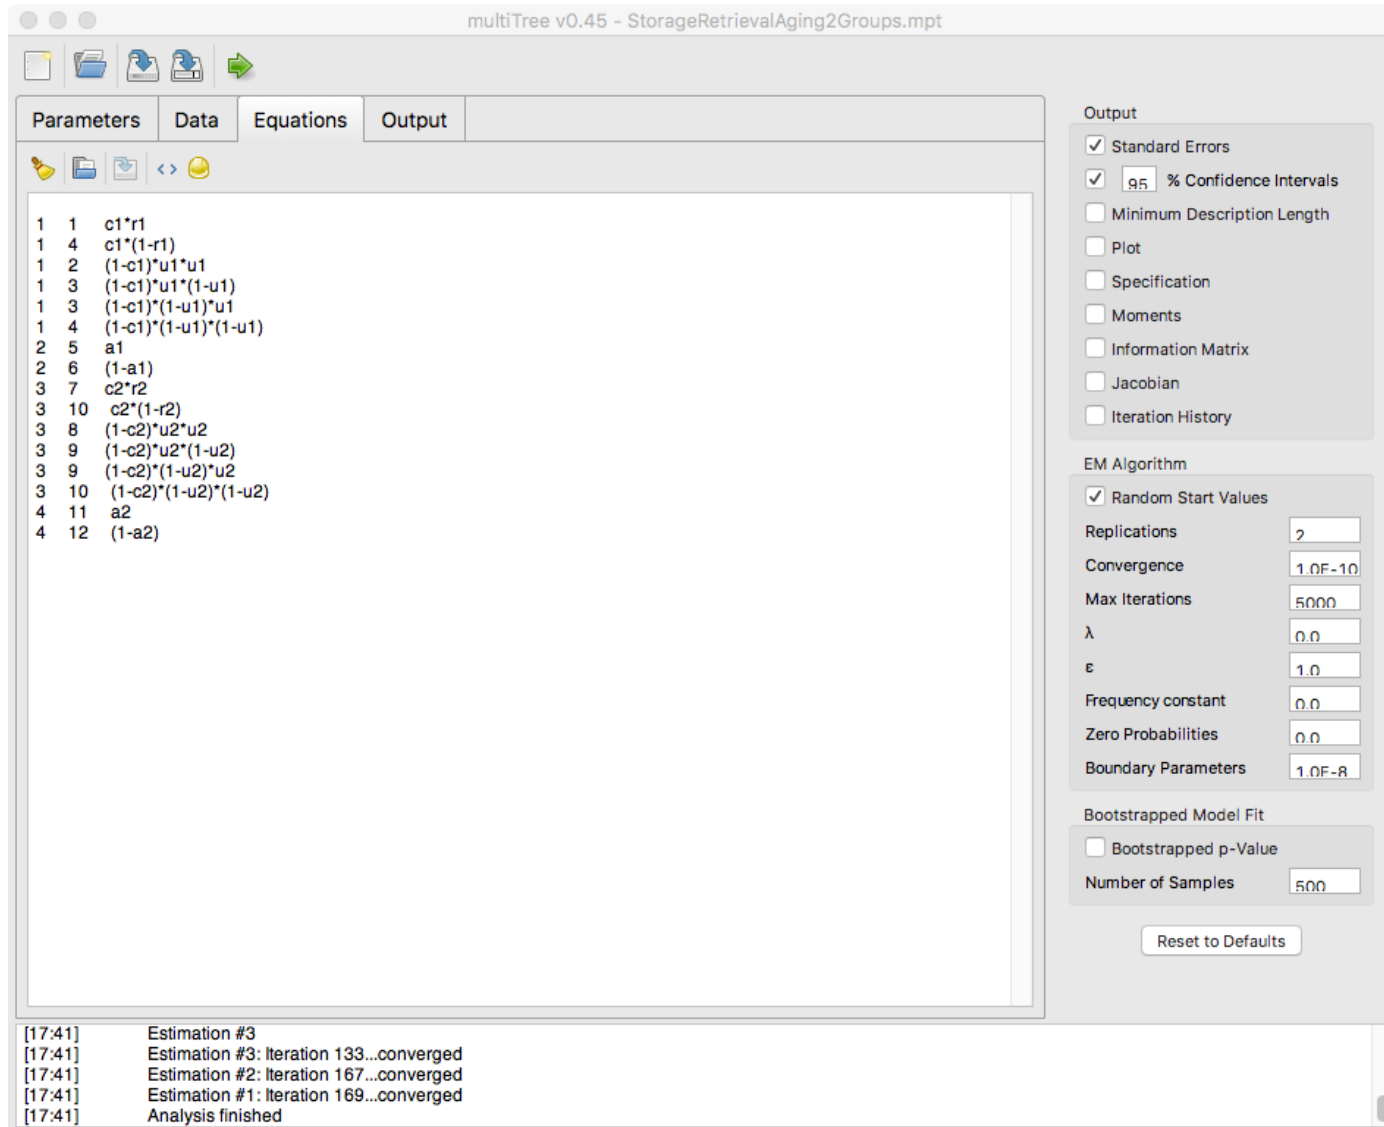 multiTree v0.45 - StorageRetrievalAging2Groups.mpt
Parameters Data Equations Output
1 1 c1*r1
1 4 c1*(1-r1)
1 2 (1-c1)*u1*u1
1 3 (1-c1)*u1*(1-u1)
1 3 (1-c1)*(1-u1)*u1
1 4 (1-c1)*(1-u1)*(1-u1)
2 5 a1
2 6 (1-a1)
3 7 c2*r2
3 10 c2*(1-r2)
3 8 (1-c2)*u2*u2
3 9 (1-c2)*u2*(1-u2)
3 9 (1-c2)*(1-u2)*u2
3 10 (1-c2)*(1-u2)*(1-u2)
4 11 a2
4 12 (1-a2)
Output
Standard Errors
95 % Confidence Intervals
Minimum Description Length
Plot
Specification
Moments
Information Matrix
Jacobian
Iteration History
EM Algorithm
Random Start Values
Replications 2
Convergence 1.0E-10
Max Iterations 5000
λ 0.0
ε 1.0
Frequency constant 0.0
Zero Probabilities 0.0
Boundary Parameters 1.0E-8
Bootstrapped Model Fit
Bootstrapped p-Value
Number of Samples 500
Reset to Defaults
[17:41] Estimation #3
[17:41] Estimation #3: Iteration 133...converged
[17:41] Estimation #2: Iteration 167...converged
[17:41] Estimation #1: Iteration 169...converged
[17:41] Analysis finished